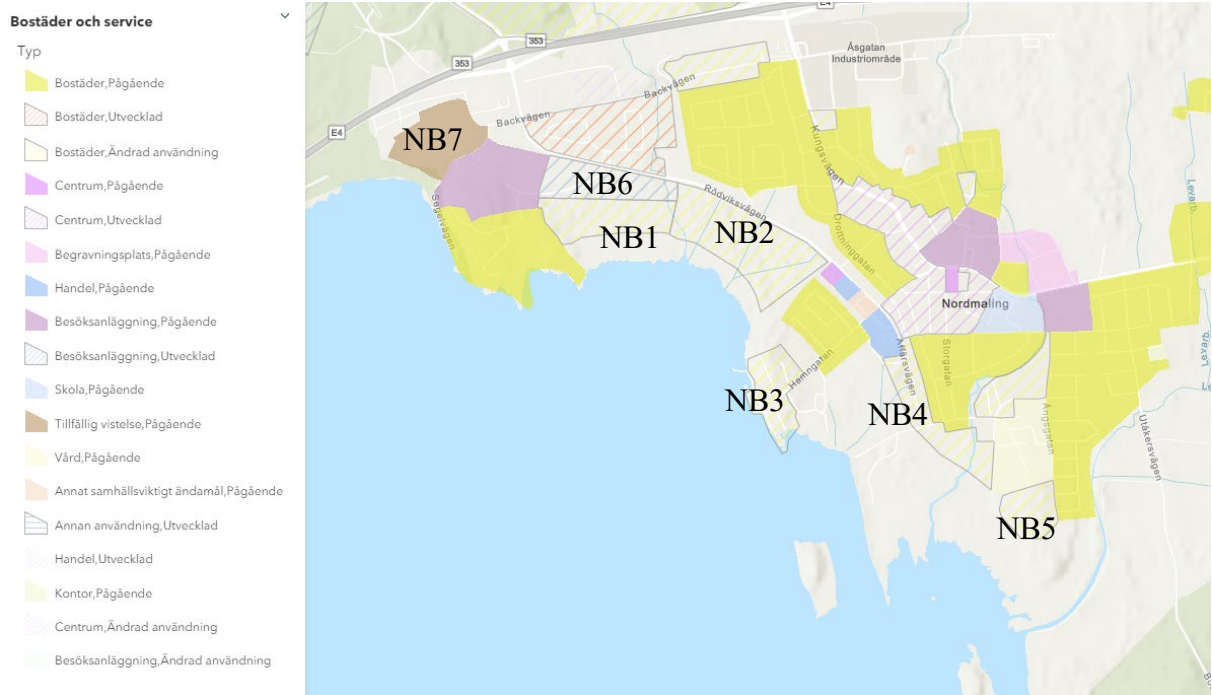 Bostäder och service
Typ
Bostäder,Pågående
Bostäder,Utvecklad
Bostäder,Ändrad användning
Centrum,Pågående
Centrum,Utvecklad
Begravningsplats,Pågående
Handel,Pågående
Besöksanläggning,Pågående
Besöksanläggning,Utvecklad
Skola,Pågående
Tillfällig vistelse,Pågående
Vård,Pågående
Annat samhällsviktigt ändamål,Pågående
Annan användning,Utvecklad
Handel,Utvecklad
Kontor,Pågående
Centrum,Ändrad användning
Besöksanläggning,Ändrad användning
E4
353
353
Åsgatan
Industriområde
Backvägen
Backvägen
E4
NB7
Kungsvägen
NB6
Rödviksvägen
Levarb.
Segelvägen
NB1
NB2
Drottninggatan
Nordmaling
Levarb.
Hamngatan
Affärsvägen
Storgatan
NB3
NB4
Ängsgatan
Utåkersvägen
NB5